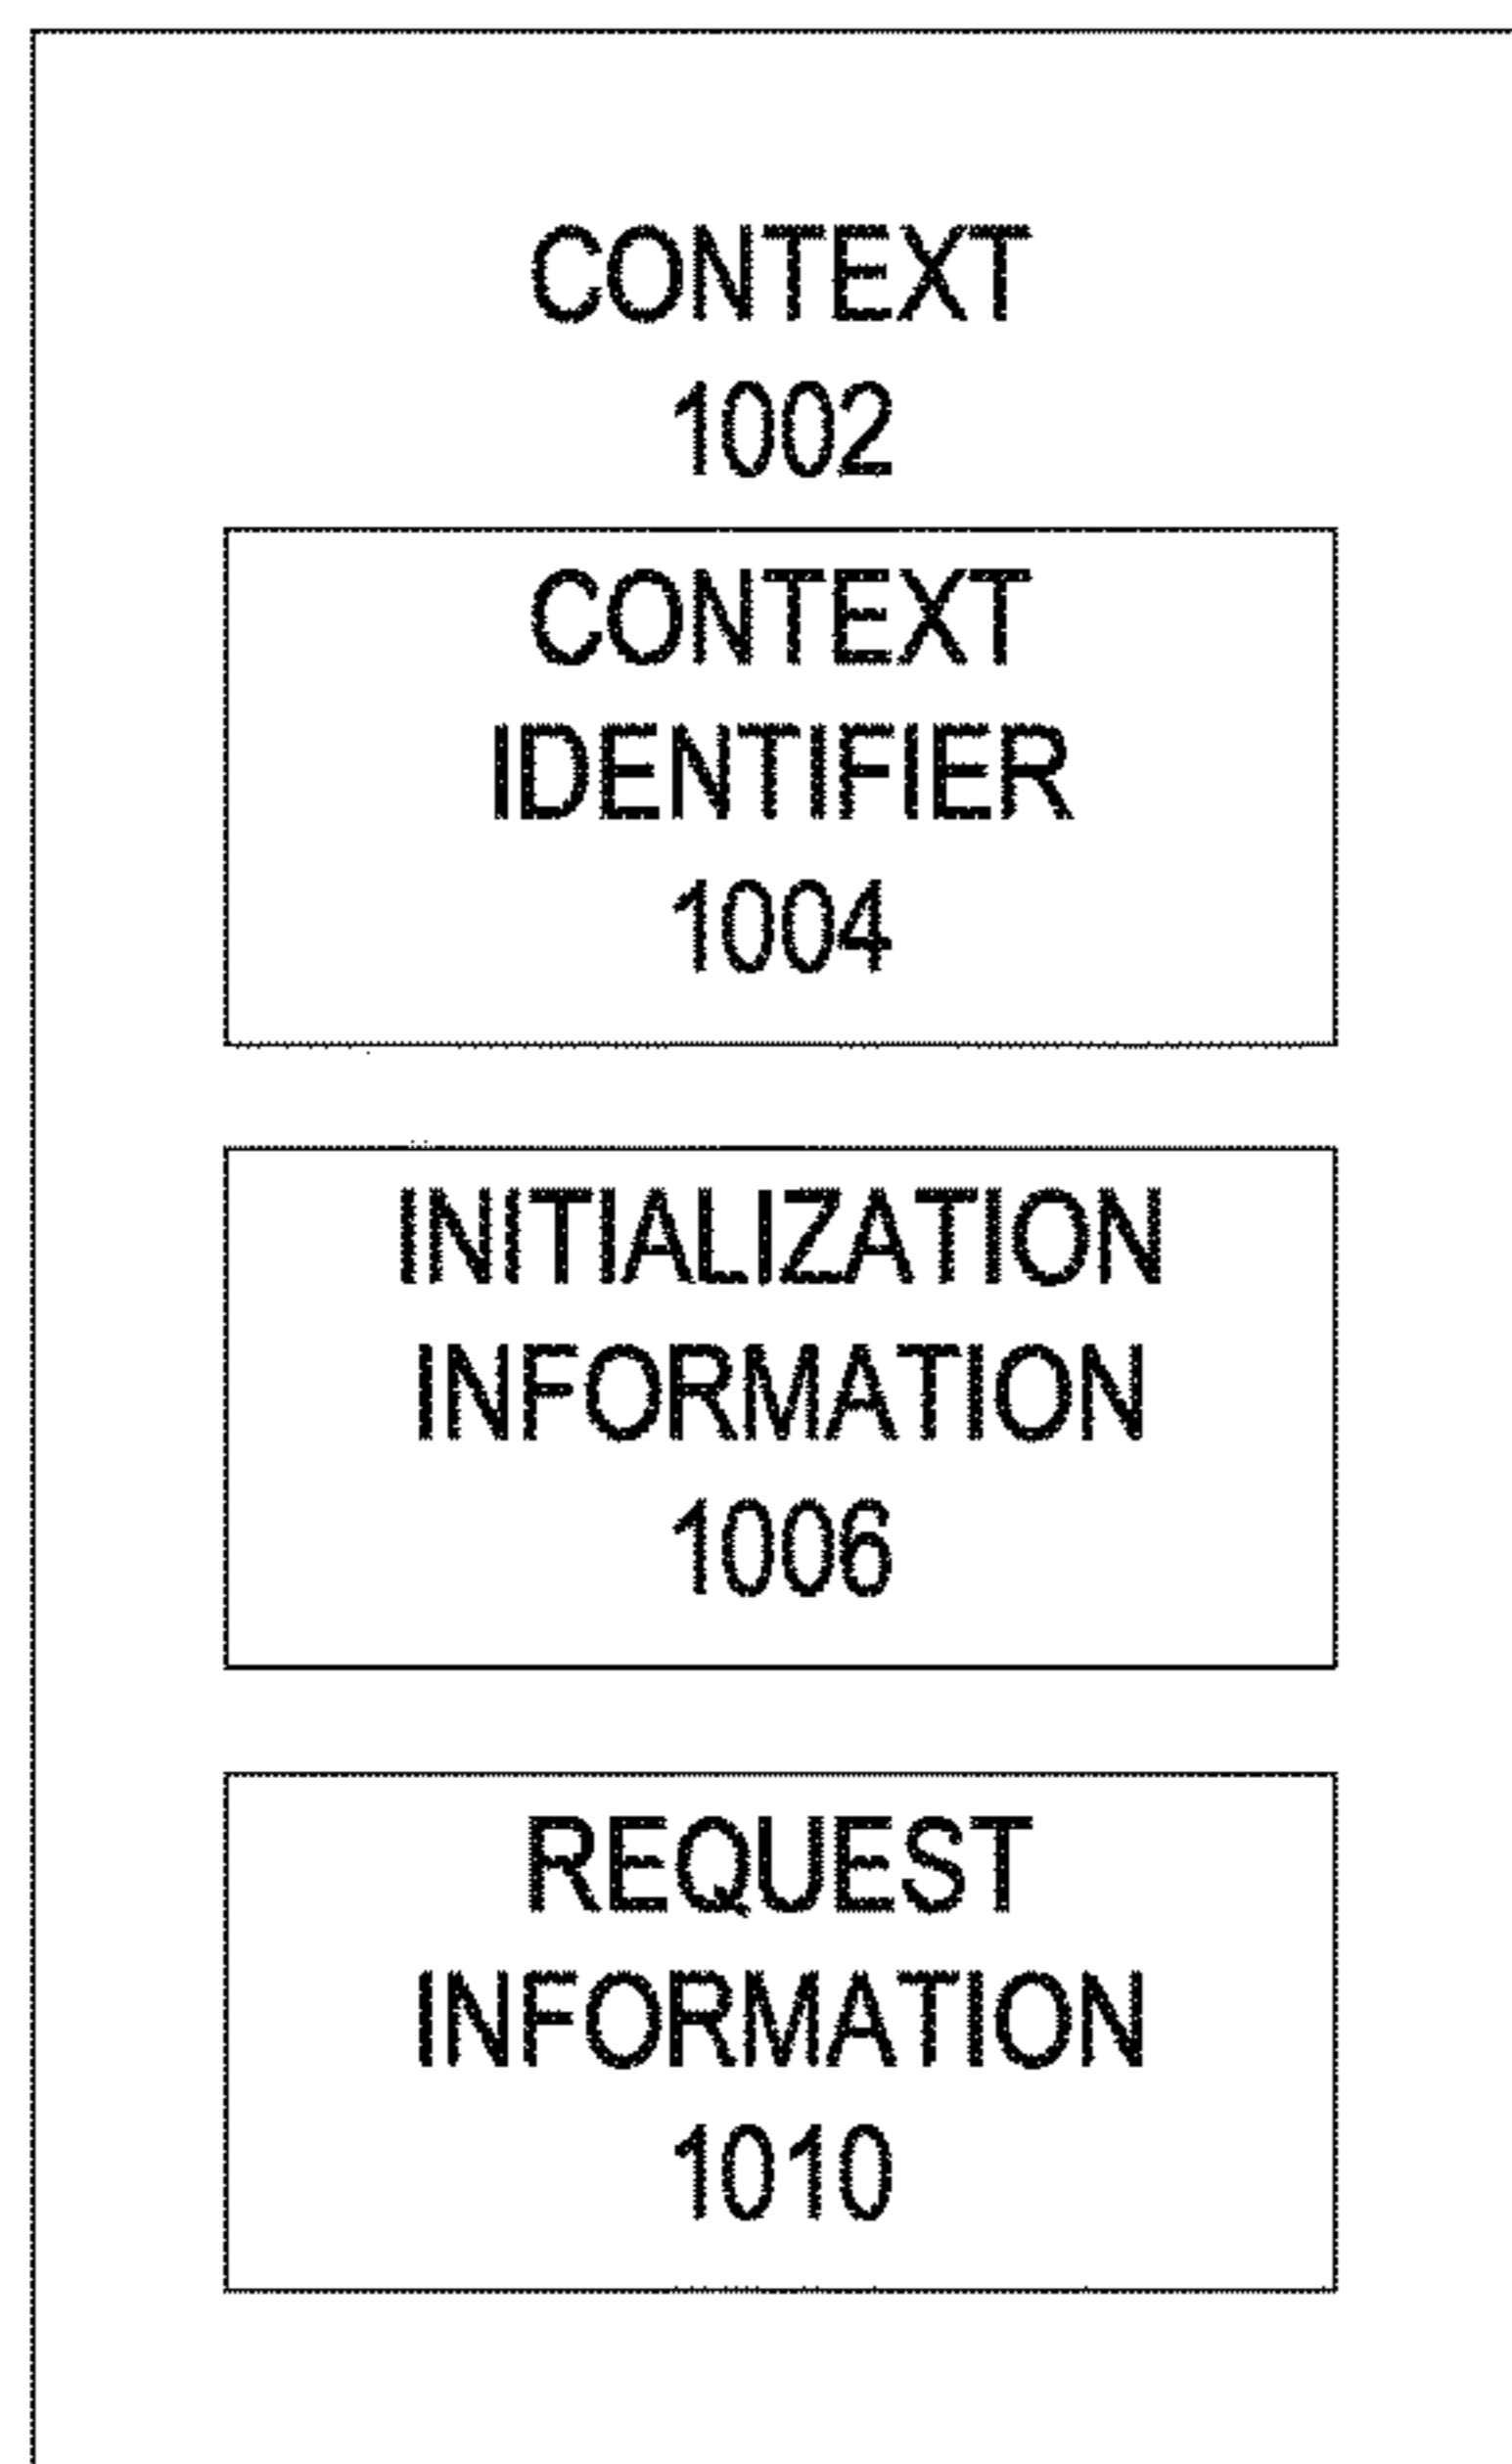 CONTEXT
1002
CONTEXT
IDENTIFIER
1004
INITIALIZATION
INFORMATION
1006
REQUEST
INFORMATION
1010